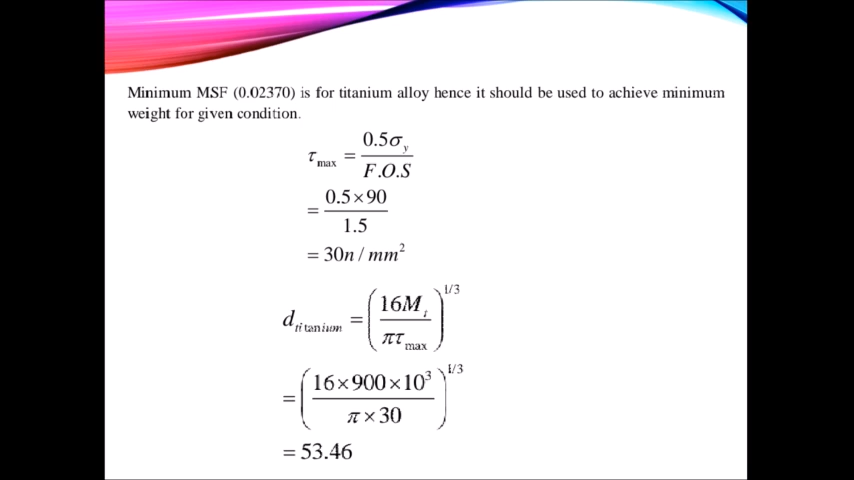 Minimum MSF (0.02370) is for titanium alloy hence it should be used to achieve minimum
weight for given condition.
τ_max = 0.5σ_y / F.O.S
= 0.5×90 / 1.5
= 30n / mm²
d_titanium = (16M_t / πτ_max)^1/3
= (16×900×10³ / π×30)^1/3
= 53.46